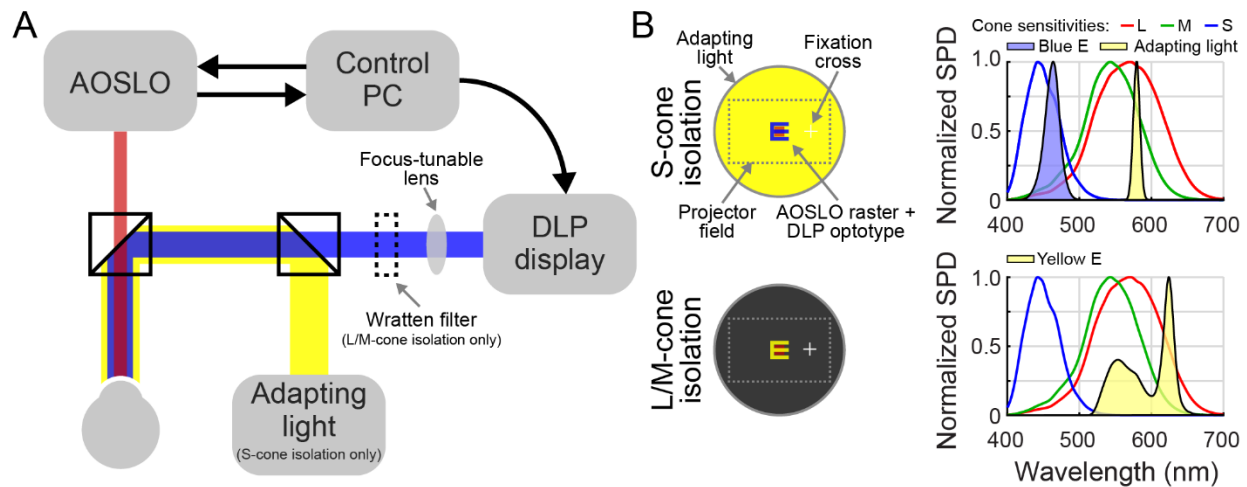 A
AOSLO
Control
PC
Focus-tunable
lens
DLP
display
Wratten filter
(L/M-cone isolation only)
Adapting
light
(S-cone isolation only)
B
S-cone
isolation
Adapting
light
Fixation
cross
E
Projector
field
AOSLO raster +
DLP optotype
L/M-cone
isolation
E
Cone sensitivities: L M S
Blue E Adapting light
Normalized SPD
1.0
0.5
0
400 500 600 700
Yellow E
Normalized SPD
1.0
0.5
0
400 500 600 700
Wavelength (nm)